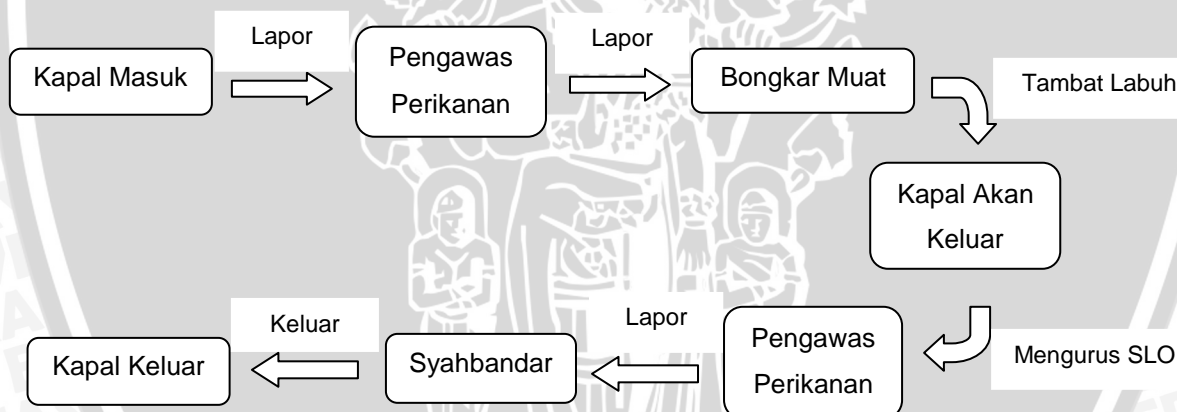 Kapal Masuk
Lapor
Pengawas
Perikanan
Lapor
Bongkar Muat
Tambat Labuh
Kapal Akan
Keluar
Mengurus SLO
Pengawas
Perikanan
Lapor
Syahbandar
Keluar
Kapal Keluar